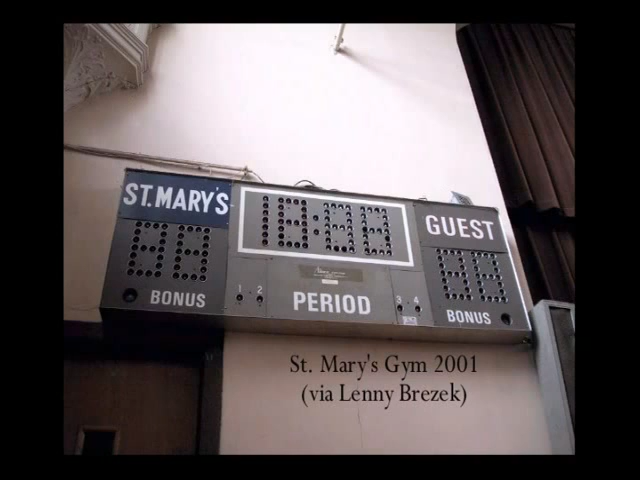 ST. MARY'S
GUEST
BONUS
1 2
PERIOD
3 4
BONUS
St. Mary's Gym 2001
(via Lenny Brezek)